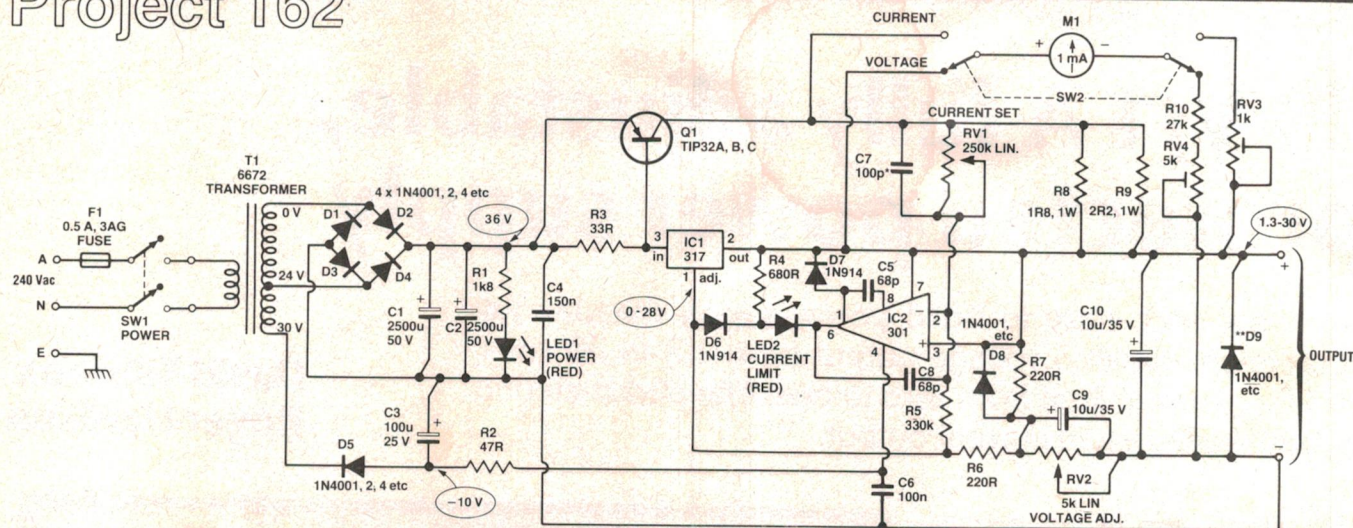 Project 162
CURRENT
M1
+
−
1 mA
VOLTAGE
SW2
CURRENT SET
RV1
250k LIN.
R10
27k
RV4
5k
RV3
1k
Q1
TIP32A, B, C
C7
100p*
R8
1R8, 1W
R9
2R2, 1W
T1
6672
TRANSFORMER
4 x 1N4001, 2, 4 etc
0 V
D1
D2
D3
D4
24 V
30 V
36 V
F1
0.5 A, 3AG
FUSE
A
240 Vac
N
SW1
POWER
E
R3
33R
3
in
IC1
317
2
out
adj.
1
1.3-30 V
+
R1
1k8
C4
150n
+
C1
2500u
50 V
+
C2
2500u
50 V
LED1
POWER
(RED)
0-28V
R4
680R
D7
1N914
C5
68p
1
8
7
IC2
301
−
2
+
3
6
4
D6
1N914
LED2
CURRENT
LIMIT
(RED)
C8
68p
R5
330k
1N4001,
etc
D8
R7
220R
+
C9
10u/35 V
C10
10u/35 V
+
**D9
1N4001,
etc
OUTPUT
C3
100u
25 V
+
R2
47R
D5
1N4001, 2, 4 etc
−10 V
C6
100n
R6
220R
RV2
5k LIN
VOLTAGE ADJ.
−